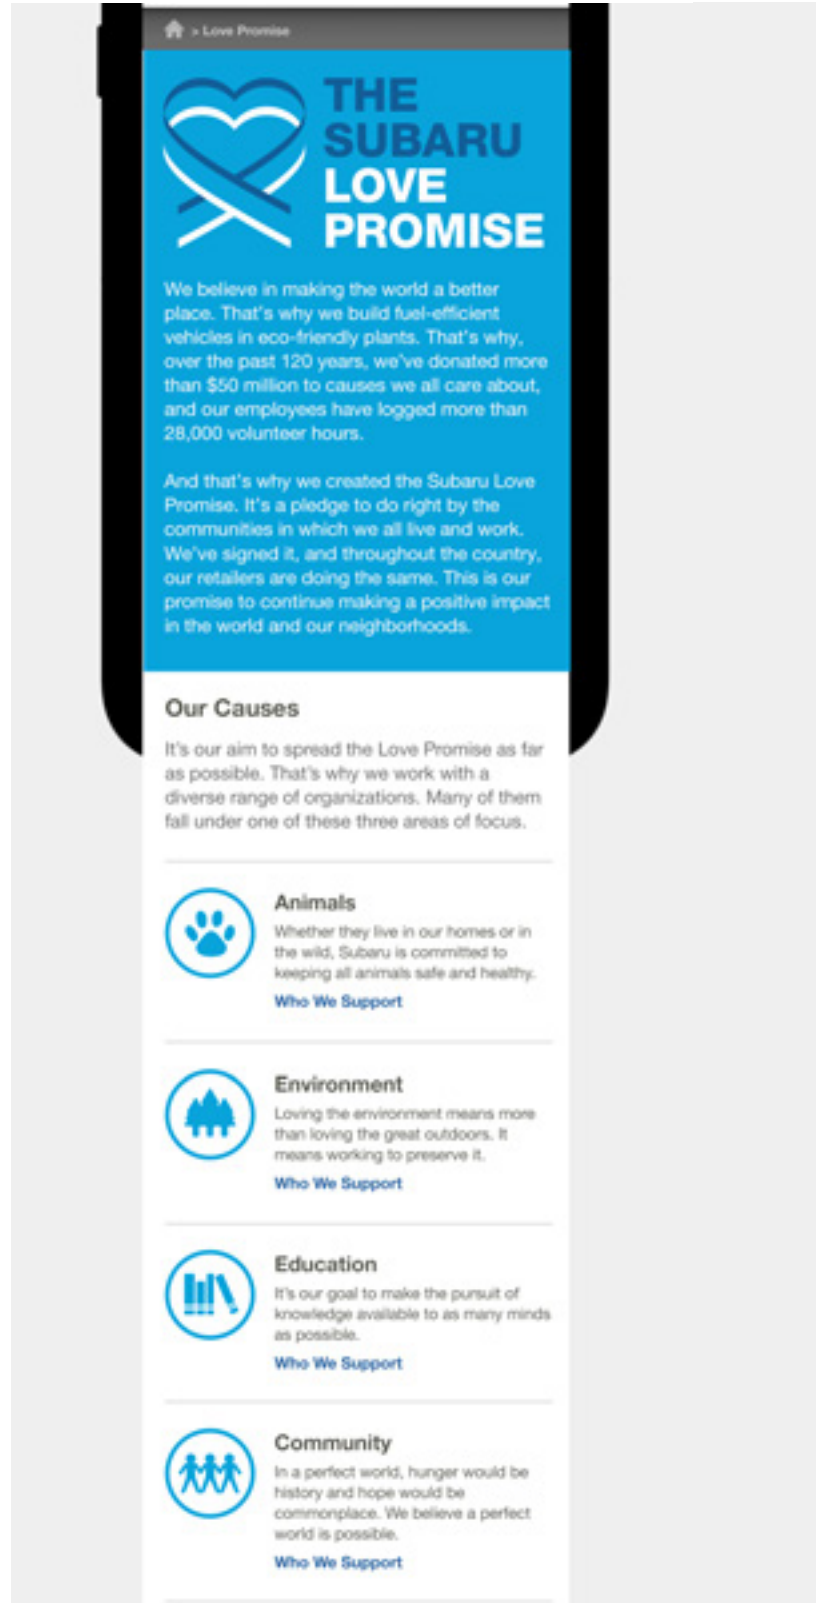 > Love Promise
THE
SUBARU
LOVE
PROMISE
We believe in making the world a better
place. That's why we build fuel-efficient
vehicles in eco-friendly plants. That's why,
over the past 120 years, we've donated more
than $50 million to causes we all care about,
and our employees have logged more than
28,000 volunteer hours.
And that's why we created the Subaru Love
Promise. It's a pledge to do right by the
communities in which we all live and work.
We've signed it, and throughout the country,
our retailers are doing the same. This is our
promise to continue making a positive impact
in the world and our neighborhoods.
Our Causes
It's our aim to spread the Love Promise as far
as possible. That's why we work with a
diverse range of organizations. Many of them
fall under one of these three areas of focus.
Animals
Whether they live in our homes or in
the wild, Subaru is committed to
keeping all animals safe and healthy.
Who We Support
Environment
Loving the environment means more
than loving the great outdoors. It
means working to preserve it.
Who We Support
Education
It's our goal to make the pursuit of
knowledge available to as many minds
as possible.
Who We Support
Community
In a perfect world, hunger would be
history and hope would be
commonplace. We believe a perfect
world is possible.
Who We Support